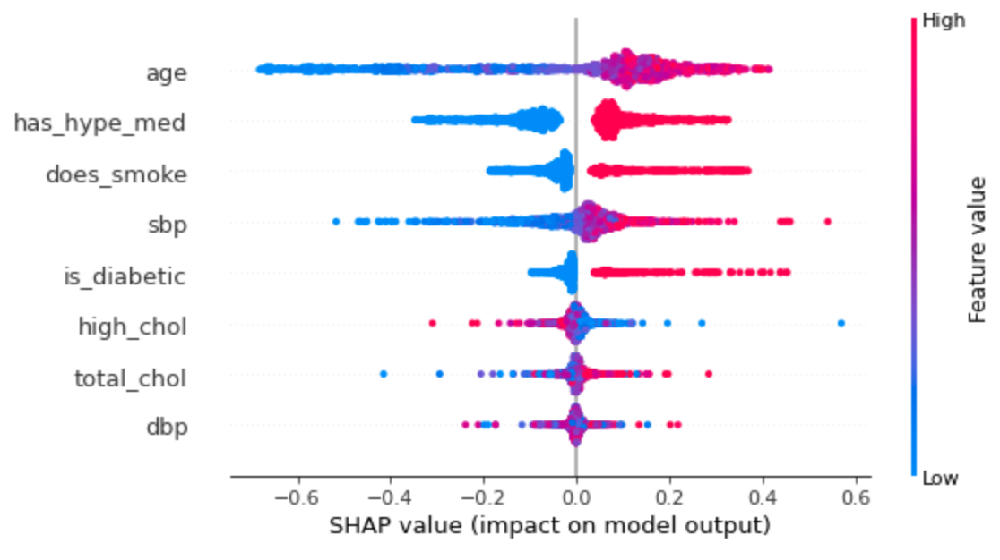 High
age
has_hype_med
does_smoke
sbp
is_diabetic
high_chol
total_chol
dbp
Feature value
Low
−0.6 −0.4 −0.2 0.0 0.2 0.4 0.6
SHAP value (impact on model output)